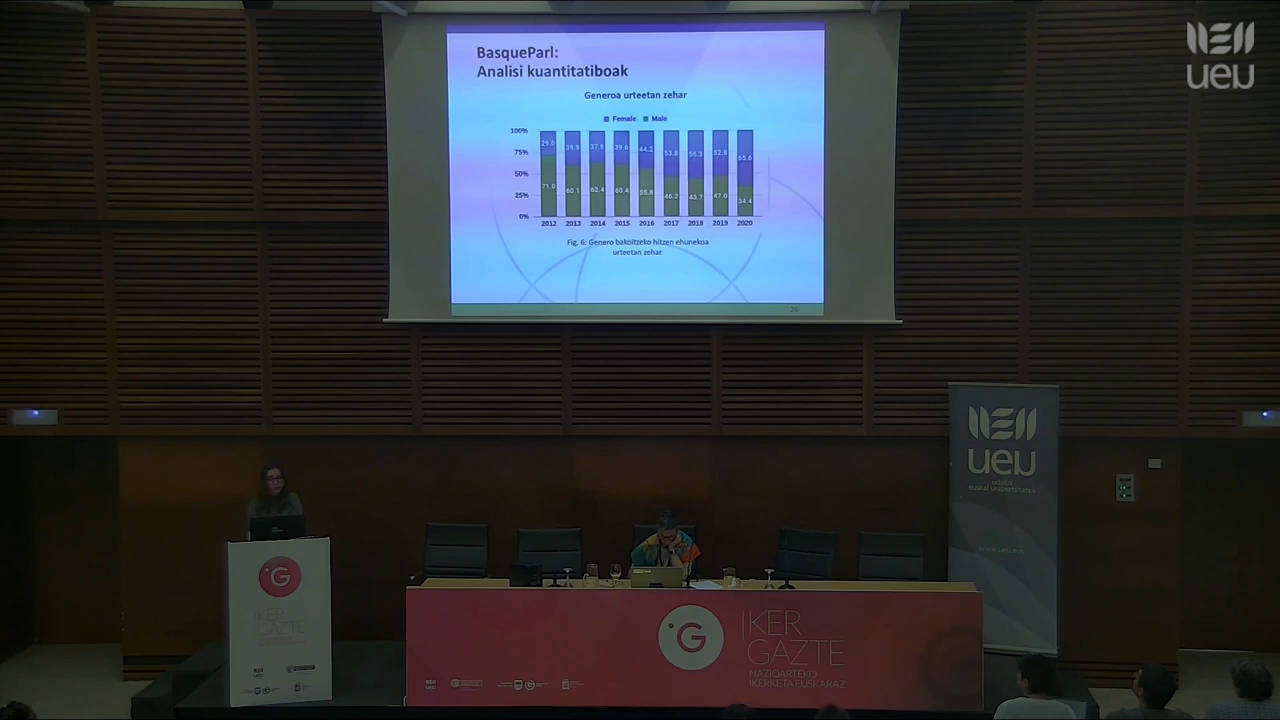 BasqueParl:
Analisi kuantitatiboak
Generoa urteetan zehar
Female Male
100%
75%
50%
25%
0%
29.0 39.9 37.6 39.6 44.2 53.8 56.3 52.8 65.6
71.0 60.1 62.4 60.4 55.8 46.2 43.7 47.0 34.4
2012 2013 2014 2015 2016 2017 2018 2019 2020
Fig. 6: Genero bakoitzeko hitzen ehunekoa
urteetan zehar.
26
ueu
ueu
udako
euskal unibertsitatea
www.ueu.eus
G
IKER
GAZTE
G
IKER
GAZTE
NAZIOARTEKO
IKERKETA EUSKARAZ